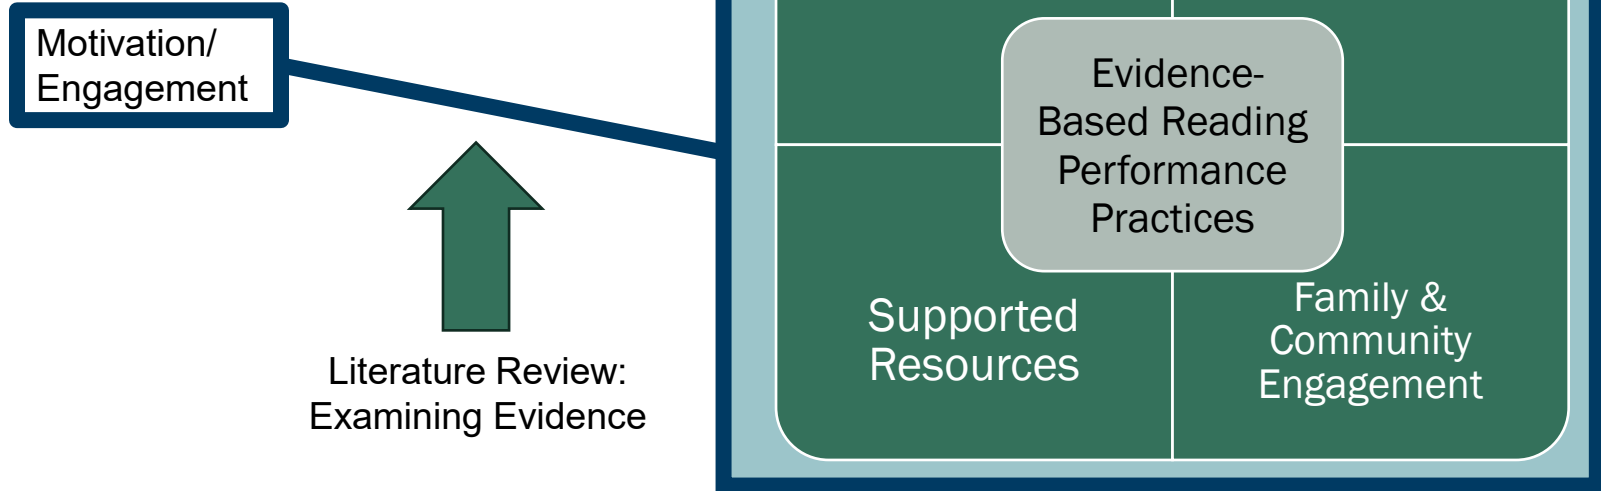 Motivation/
Engagement
Evidence-
Based Reading
Performance
Practices
Literature Review:
Examining Evidence
Supported
Resources
Family &
Community
Engagement